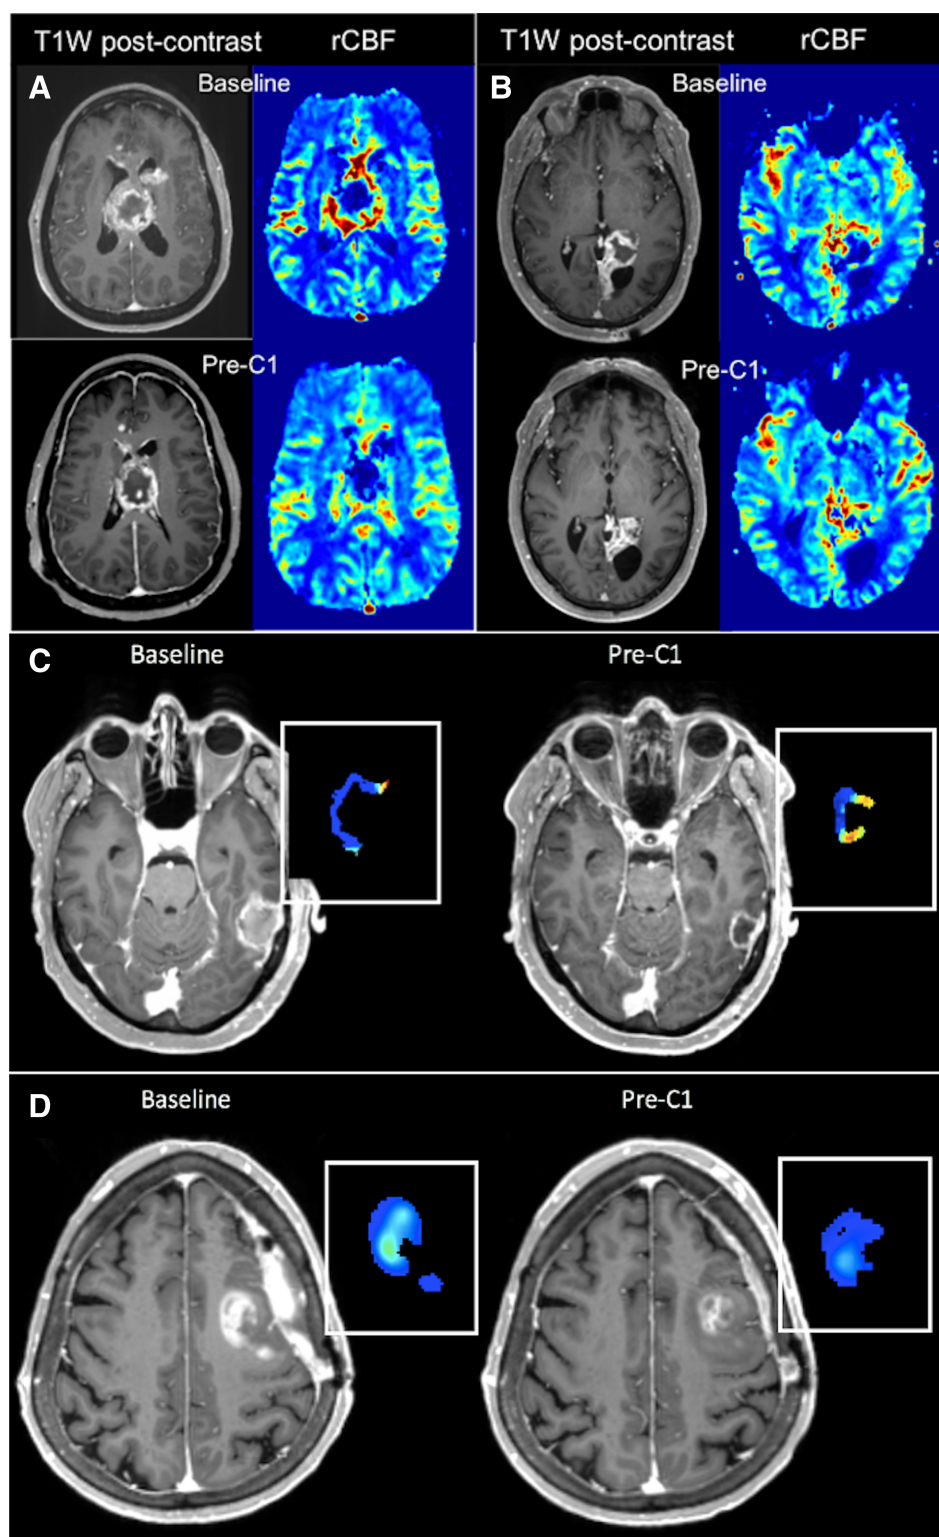 T1W post-contrast rCBF
T1W post-contrast rCBF
A
Baseline
B
Baseline
Pre-C1
Pre-C1
C
Baseline
Pre-C1
D
Baseline
Pre-C1